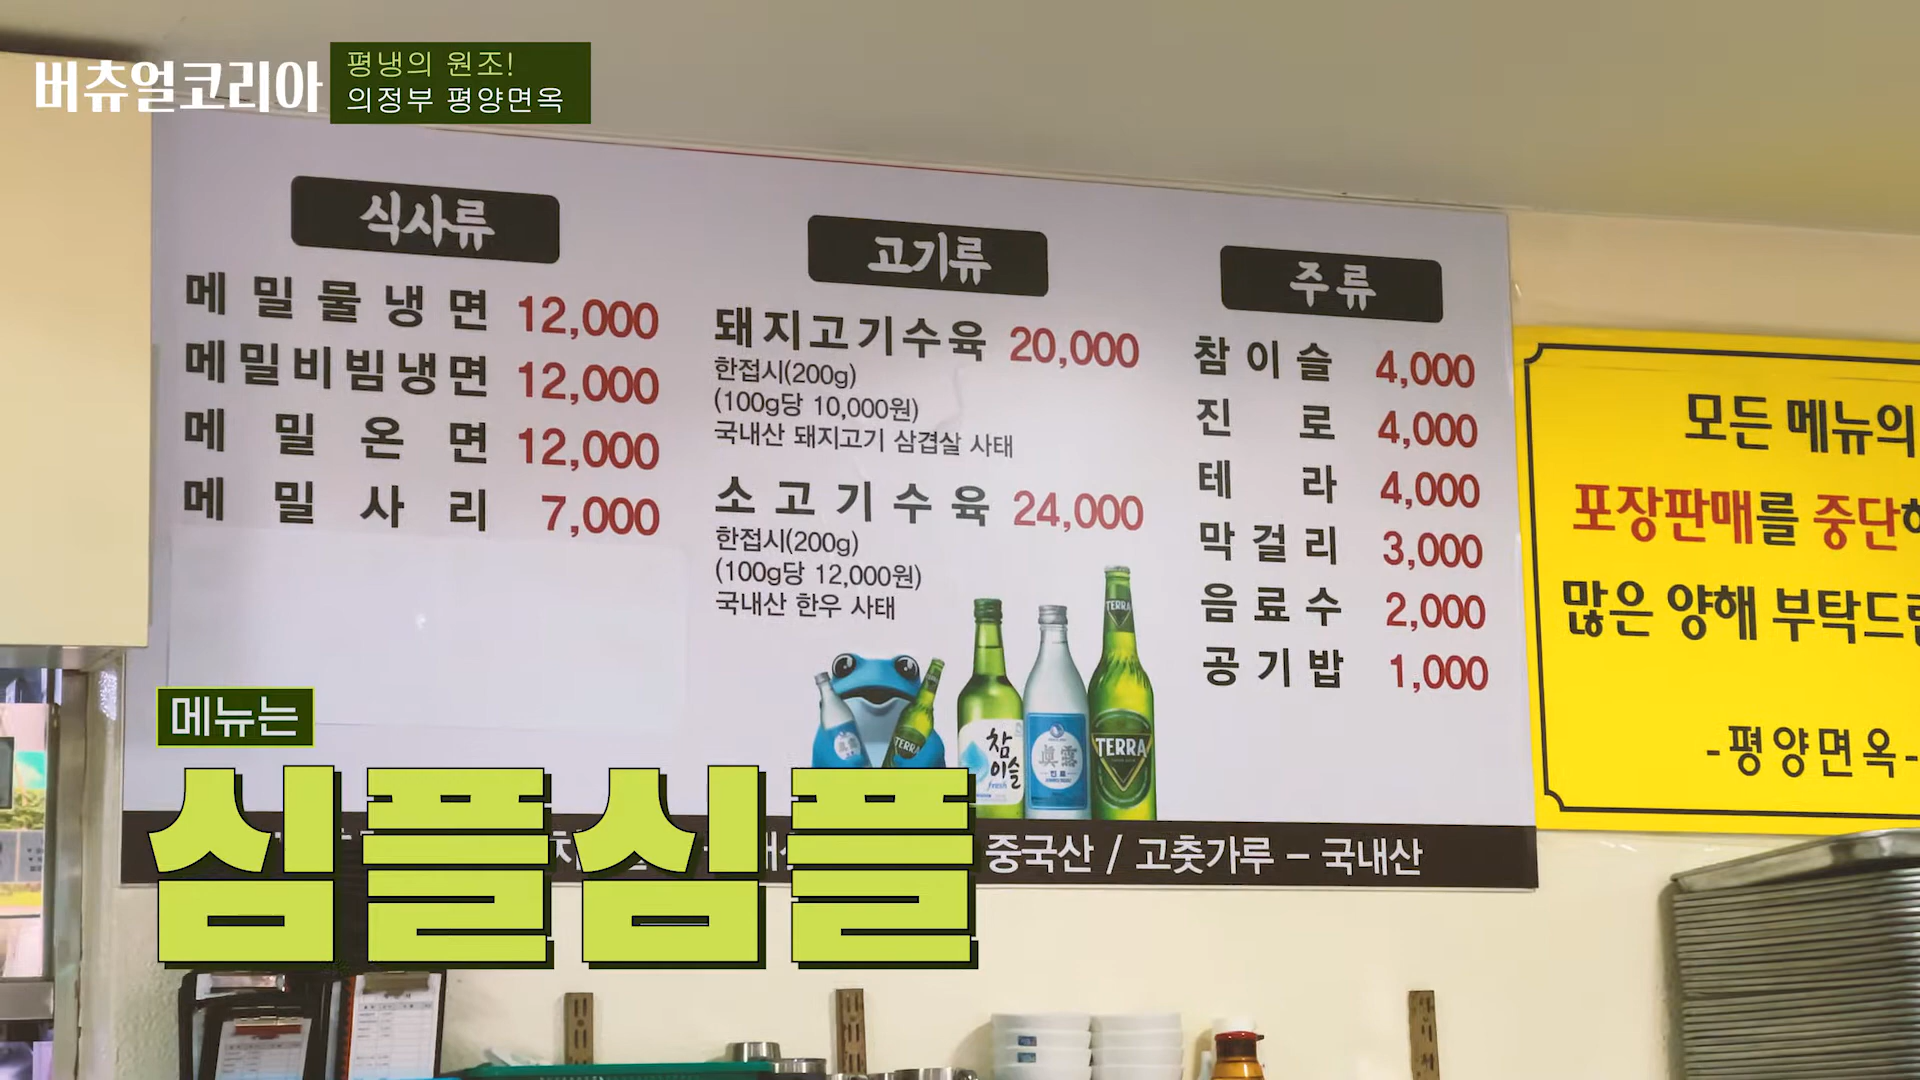 버츄얼코리아
평냉의 원조!
의정부 평양면옥
식사류
메밀물냉면 12,000
메밀비빔냉면 12,000
메밀온면 12,000
메밀사리 7,000
고기류
돼지고기수육 20,000
한접시(200g)
(100g당 10,000원)
국내산 돼지고기 삼겹살 사태
소고기수육 24,000
한접시(200g)
(100g당 12,000원)
국내산 한우 사태
주류
참이슬 4,000
진로 4,000
테라 4,000
막걸리 3,000
음료수 2,000
공기밥 1,000
TERRA
TERRA
참이슬
fresh
眞露
진로
TERRA
중국산 / 고춧가루 – 국내산
모든 메뉴의
포장판매를 중단
많은 양해 부탁드
-평양면옥-
메뉴는
심플심플